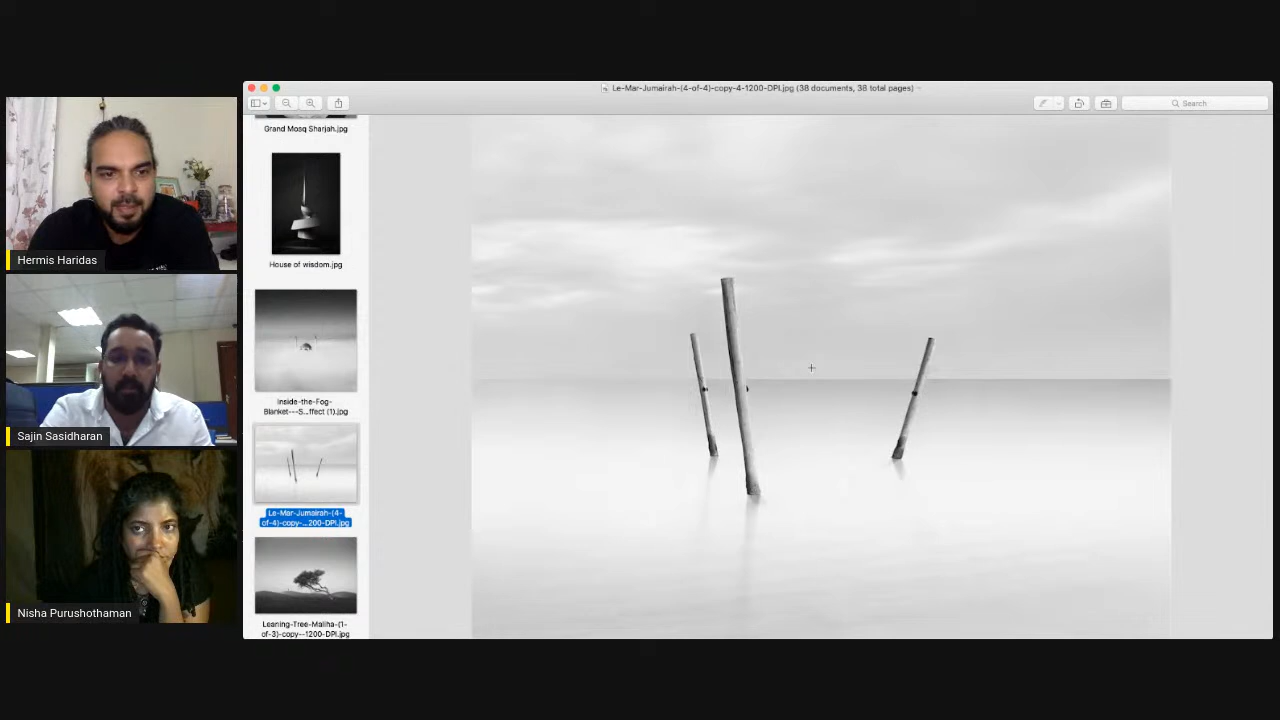 Le-Mar-Jumairah-(4-of-4)-copy-4-1200-DPI.jpg (38 documents, 38 total pages)
Search
Grand Mosq Sharjah.jpg
House of wisdom.jpg
Inside-the-Fog-
Blanket---S...ffect (1).jpg
Le-Mar-Jumairah-(4-
of-4)-copy-...200-DPI.jpg
Leaning-Tree-Maliha-(1-
of-3)-copy--1200-DPI.jpg
Hermis Haridas
Sajin Sasidharan
Nisha Purushothaman